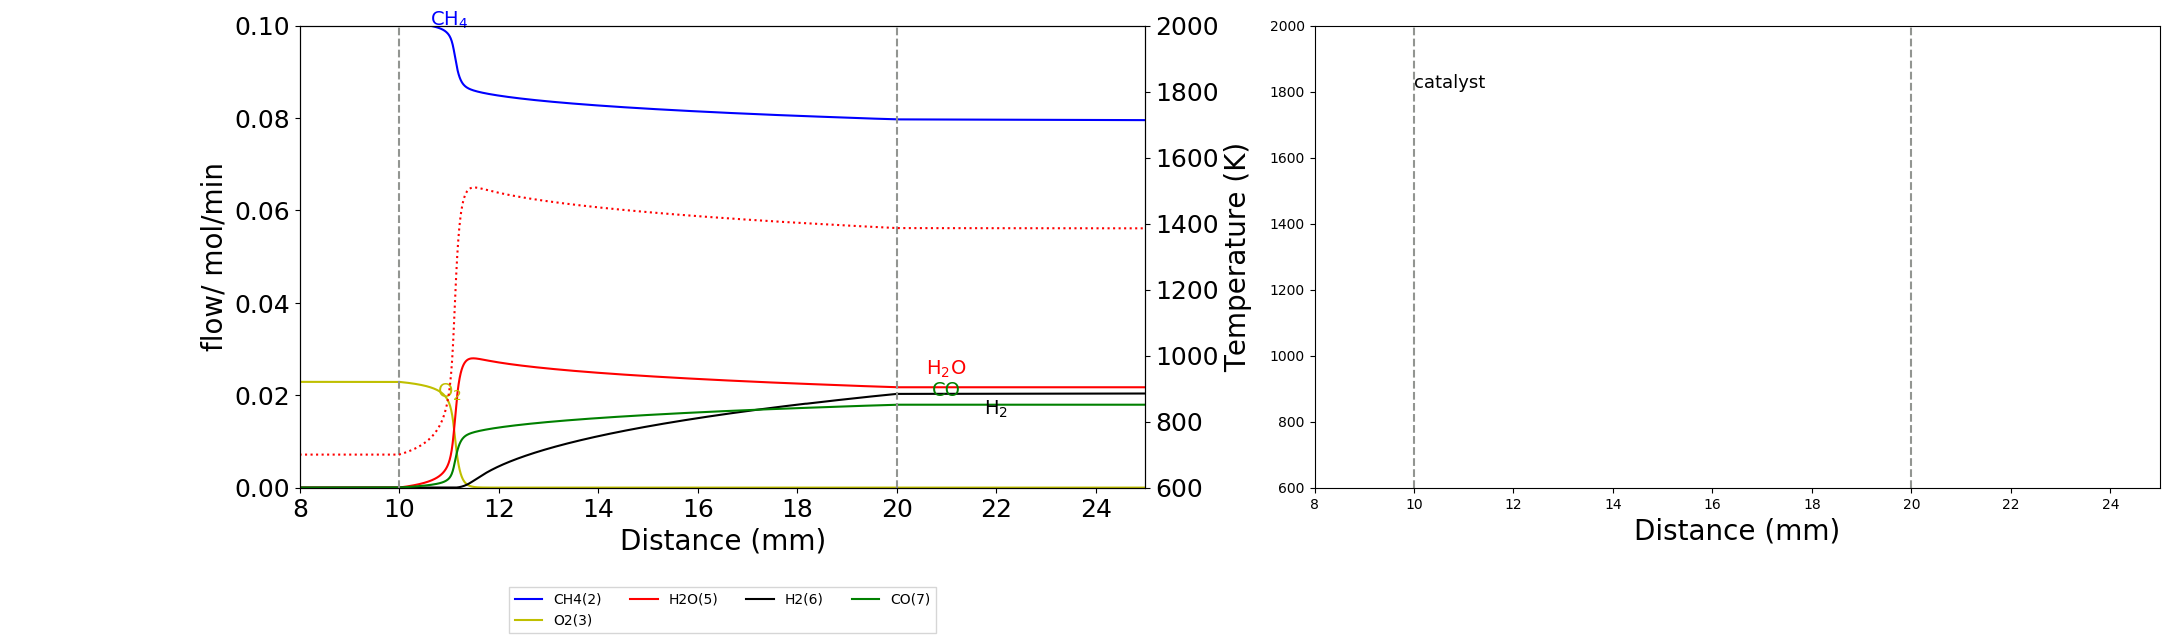 CH₄
0.10
0.08
0.06
0.04
0.02
0.00
flow/ mol/min
H₂O
CO
H₂
O₂
8 10 12 14 16 18 20 22 24
Distance (mm)
2000
1800
1600
1400
1200
1000
800
600
Temperature (K)
CH4(2) H2O(5) H2(6) CO(7)
O2(3)
2000
1800
1600
1400
1200
1000
800
600
catalyst
8 10 12 14 16 18 20 22 24
Distance (mm)